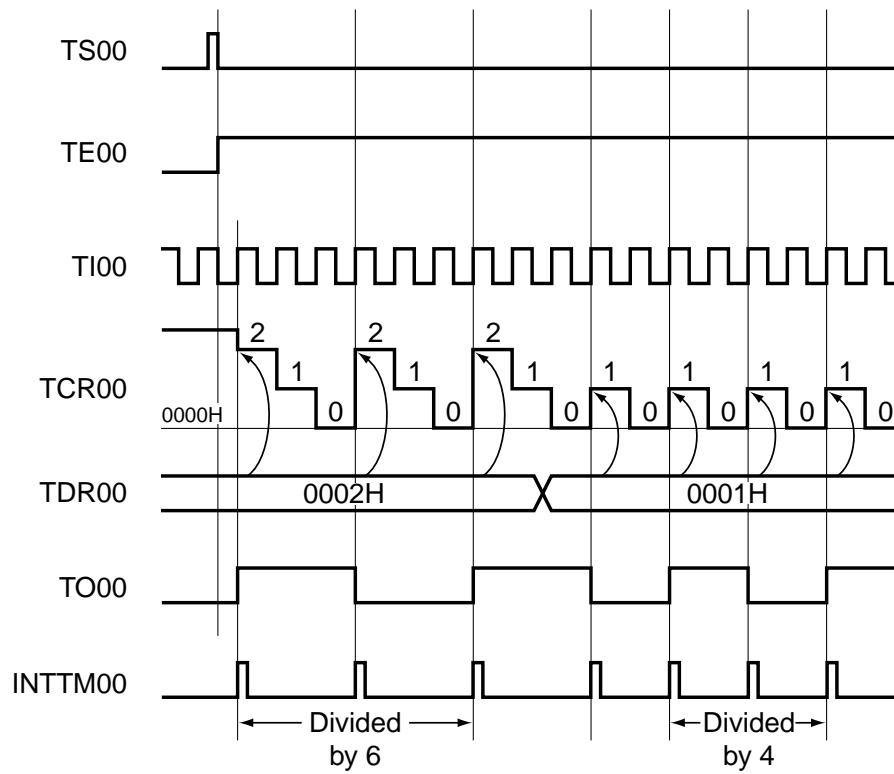 TS00
TE00
TI00
2 2 2
1 1 1 1 1 1 1
TCR00
0 0 0 0 0 0 0
0000H
TDR00
0002H 0001H
TO00
INTTM00
Divided by 6
Divided by 4